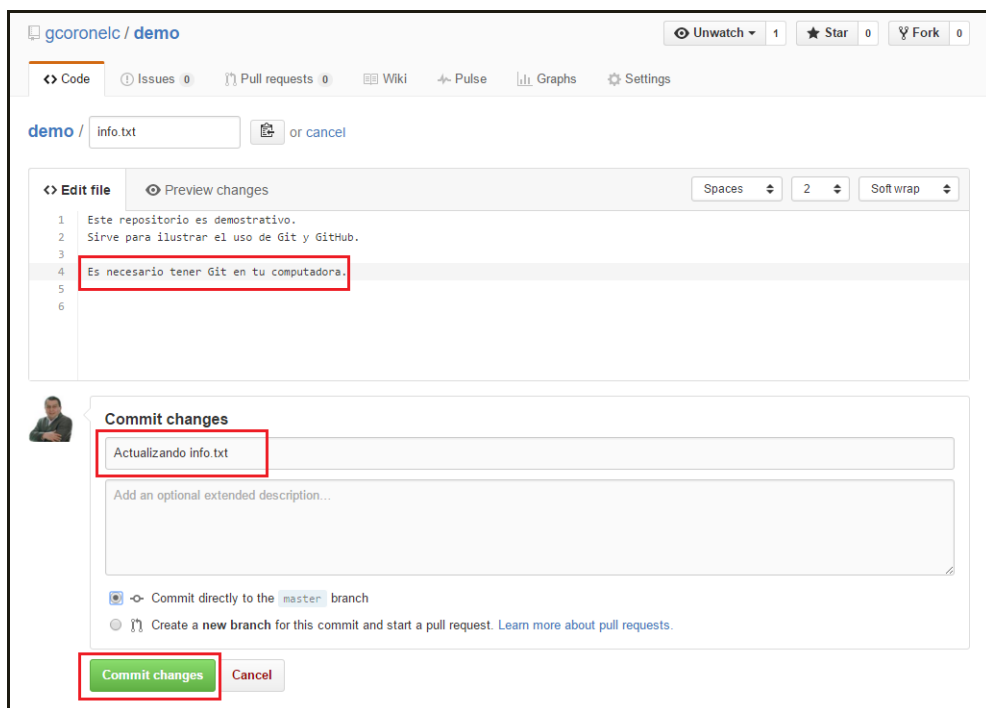 gcoronelc / demo
Unwatch 1 Star 0 Fork 0
Code Issues 0 Pull requests 0 Wiki Pulse Graphs Settings
demo / info.txt or cancel
Edit file Preview changes Spaces 2 Soft wrap
1 Este repositorio es demostrativo.
2 Sirve para ilustrar el uso de Git y GitHub.
3
4 Es necesario tener Git en tu computadora.
5
6
Commit changes
Actualizando info.txt
Add an optional extended description...
Commit directly to the master branch
Create a new branch for this commit and start a pull request. Learn more about pull requests.
Commit changes Cancel